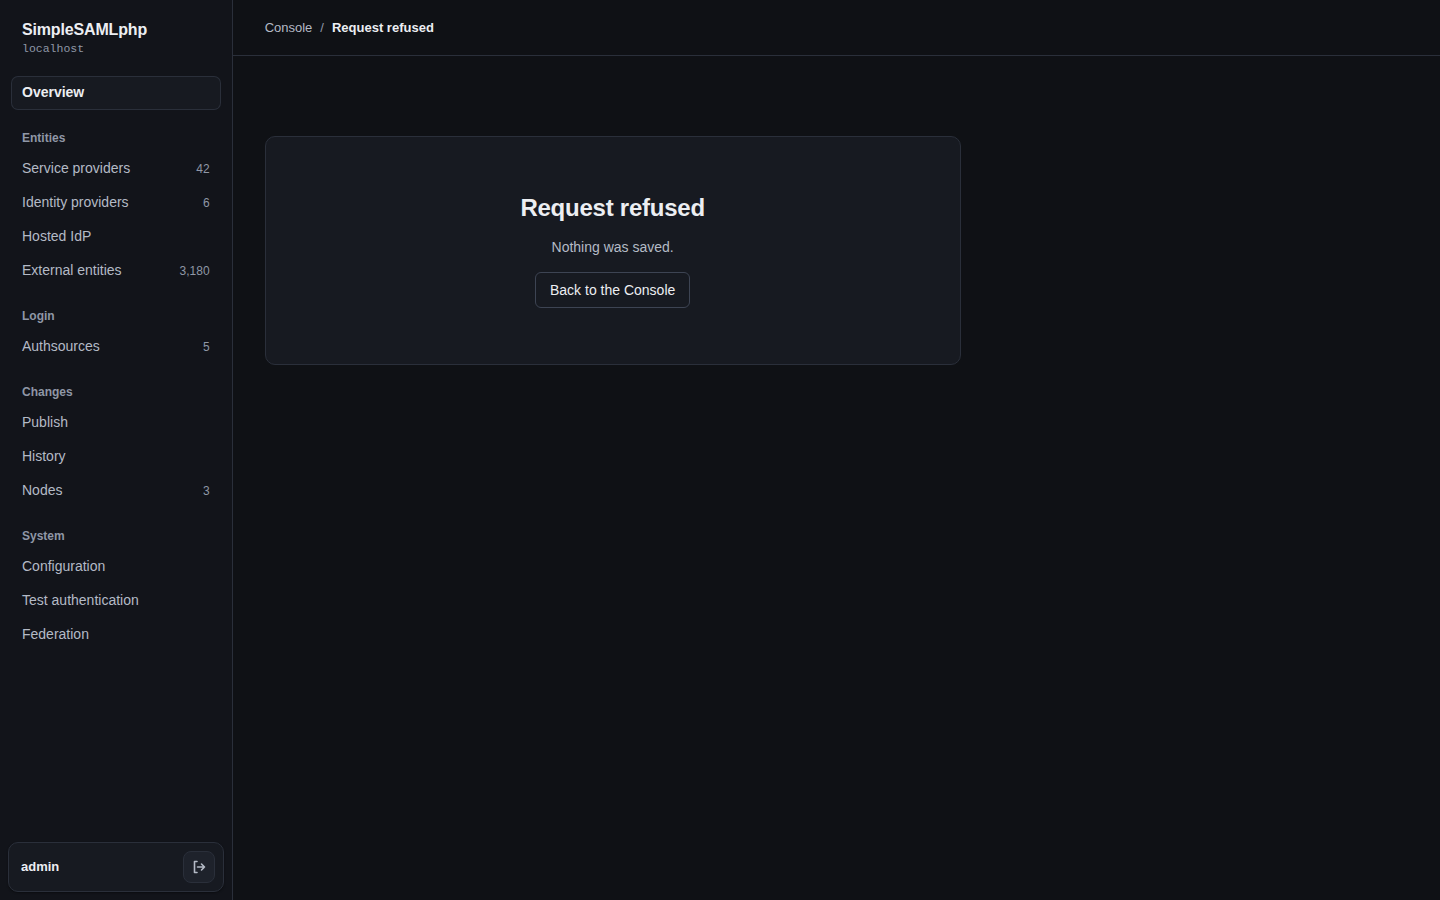 SimpleSAMLphp
localhost
Overview
Entities
Service providers 42
Identity providers 6
Hosted IdP
External entities 3,180
Login
Authsources 5
Changes
Publish
History
Nodes 3
System
Configuration
Test authentication
Federation
admin
Console / Request refused
Request refused
Nothing was saved.
Back to the Console